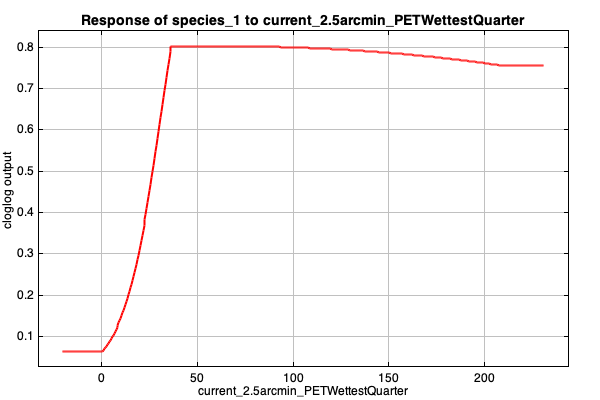 Response of species_1 to current_2.5arcmin_PETWettestQuarter
0.8
0.7
0.6
0.5
0.4
0.3
0.2
0.1
cloglog output
0 50 100 150 200
current_2.5arcmin_PETWettestQuarter